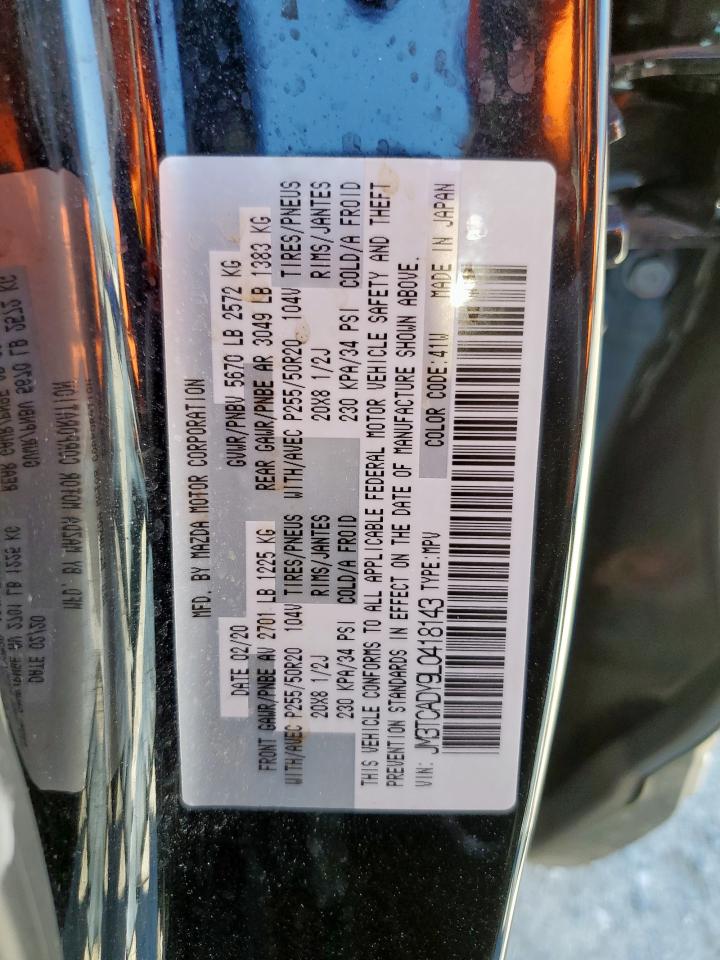 MFD. BY MAZDA MOTOR CORPORATION
DATE 02/20 GVWR/PNBV 5670 LB 2572 KG
FRONT GAWR/PNBE AV 2701 LB 1225 KG REAR GAWR/PNBE AR 3049 LB 1383 KG
WITH/AVEC P255/50R20 104V TIRES/PNEUS WITH/AVEC P255/50R20 104V TIRES/PNEUS
20X8 1/2J RIMS/JANTES 20X8 1/2J RIMS/JANTES
230 KPA/34 PSI COLD/A FROID 230 KPA/34 PSI COLD/A FROID
THIS VEHICLE CONFORMS TO ALL APPLICABLE FEDERAL MOTOR VEHICLE SAFETY AND THEFT
PREVENTION STANDARDS IN EFFECT ON THE DATE OF MANUFACTURE SHOWN ABOVE.
VIN: JM3TCADY9L0418143 TYPE:MPV COLOR CODE:41W MADE IN JAPAN